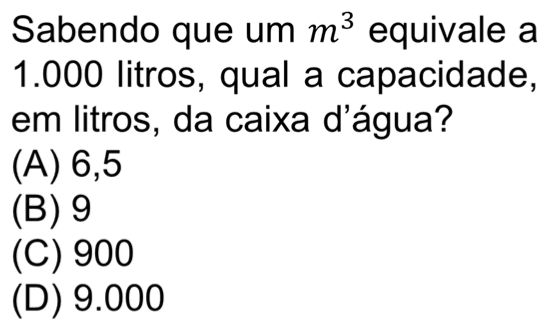 Sabendo que um m³ equivale a
1.000 litros, qual a capacidade,
em litros, da caixa d'água?
(A) 6,5
(B) 9
(C) 900
(D) 9.000